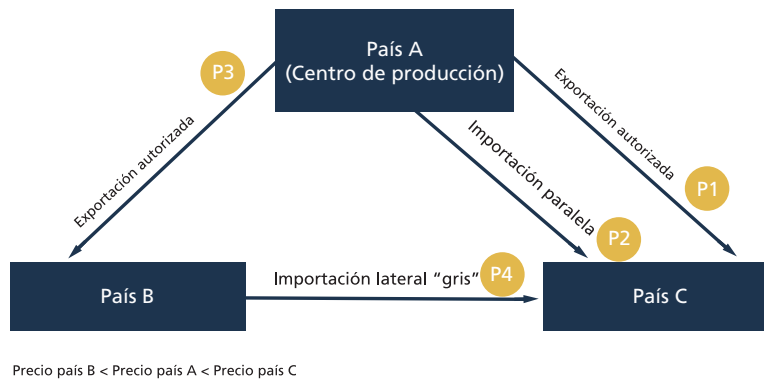 País A
(Centro de producción)
P3
Exportación autorizada
Exportación autorizada
Importación paralela
P1
P2
País B
Importación lateral “gris”
P4
País C
Precio país B < Precio país A < Precio país C